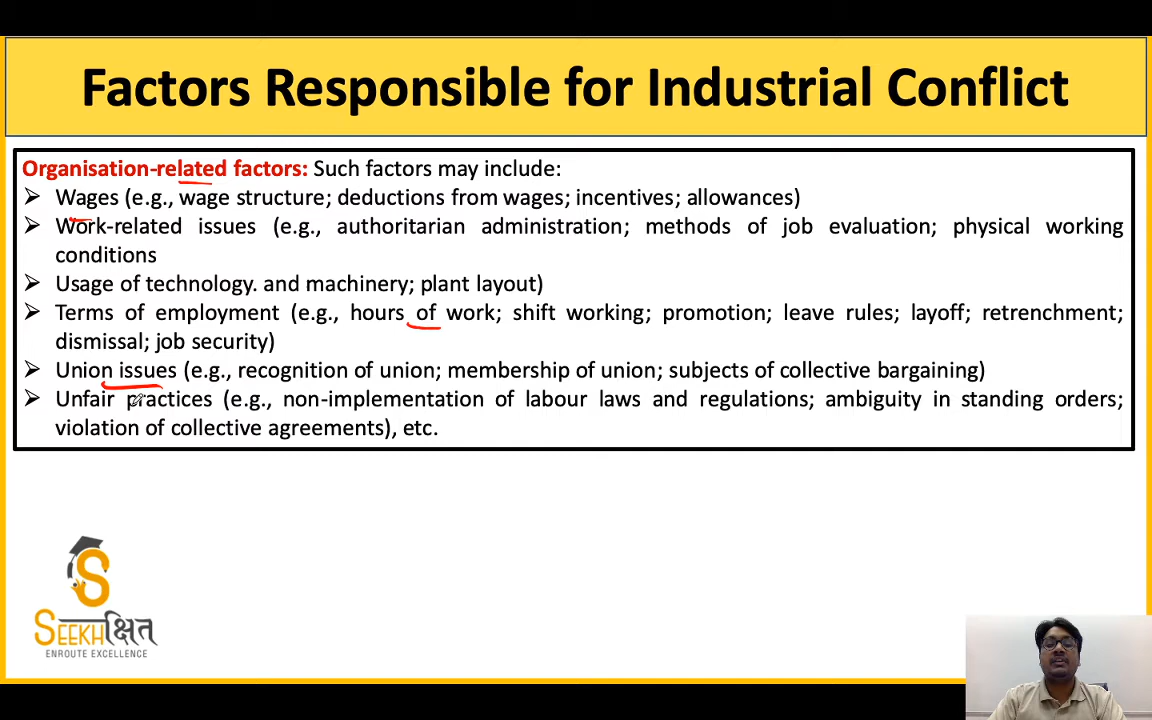 Factors Responsible for Industrial Conflict
Organisation-related factors: Such factors may include:
➢ Wages (e.g., wage structure; deductions from wages; incentives; allowances)
➢ Work-related issues (e.g., authoritarian administration; methods of job evaluation; physical working
conditions
➢ Usage of technology. and machinery; plant layout)
➢ Terms of employment (e.g., hours of work; shift working; promotion; leave rules; layoff; retrenchment;
dismissal; job security)
➢ Union issues (e.g., recognition of union; membership of union; subjects of collective bargaining)
➢ Unfair practices (e.g., non-implementation of labour laws and regulations; ambiguity in standing orders;
violation of collective agreements), etc.
S
SEEKHक्षित
ENROUTE EXCELLENCE